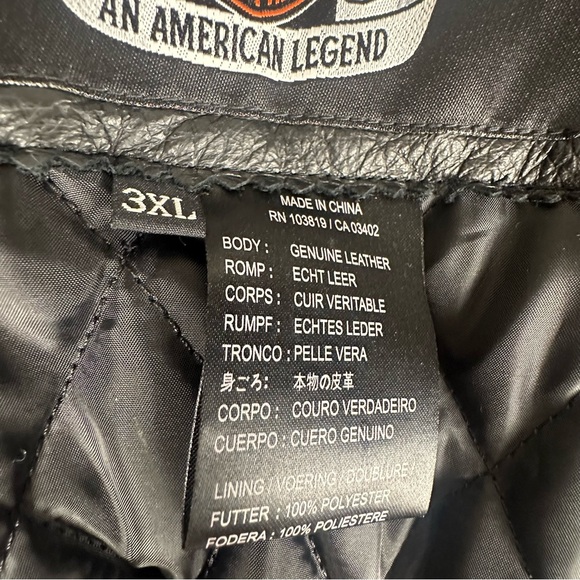 AN AMERICAN LEGEND
3XL
MADE IN CHINA
RN 103819 / CA 03402
BODY : GENUINE LEATHER
ROMP : ECHT LEER
CORPS : CUIR VERITABLE
RUMPF : ECHTES LEDER
TRONCO : PELLE VERA
身ごろ : 本物の皮革
CORPO : COURO VERDADEIRO
CUERPO : CUERO GENUINO
LINING / VOERING / DOUBLURE /
FUTTER : 100% POLYESTER
FODERA : 100% POLIESTERE